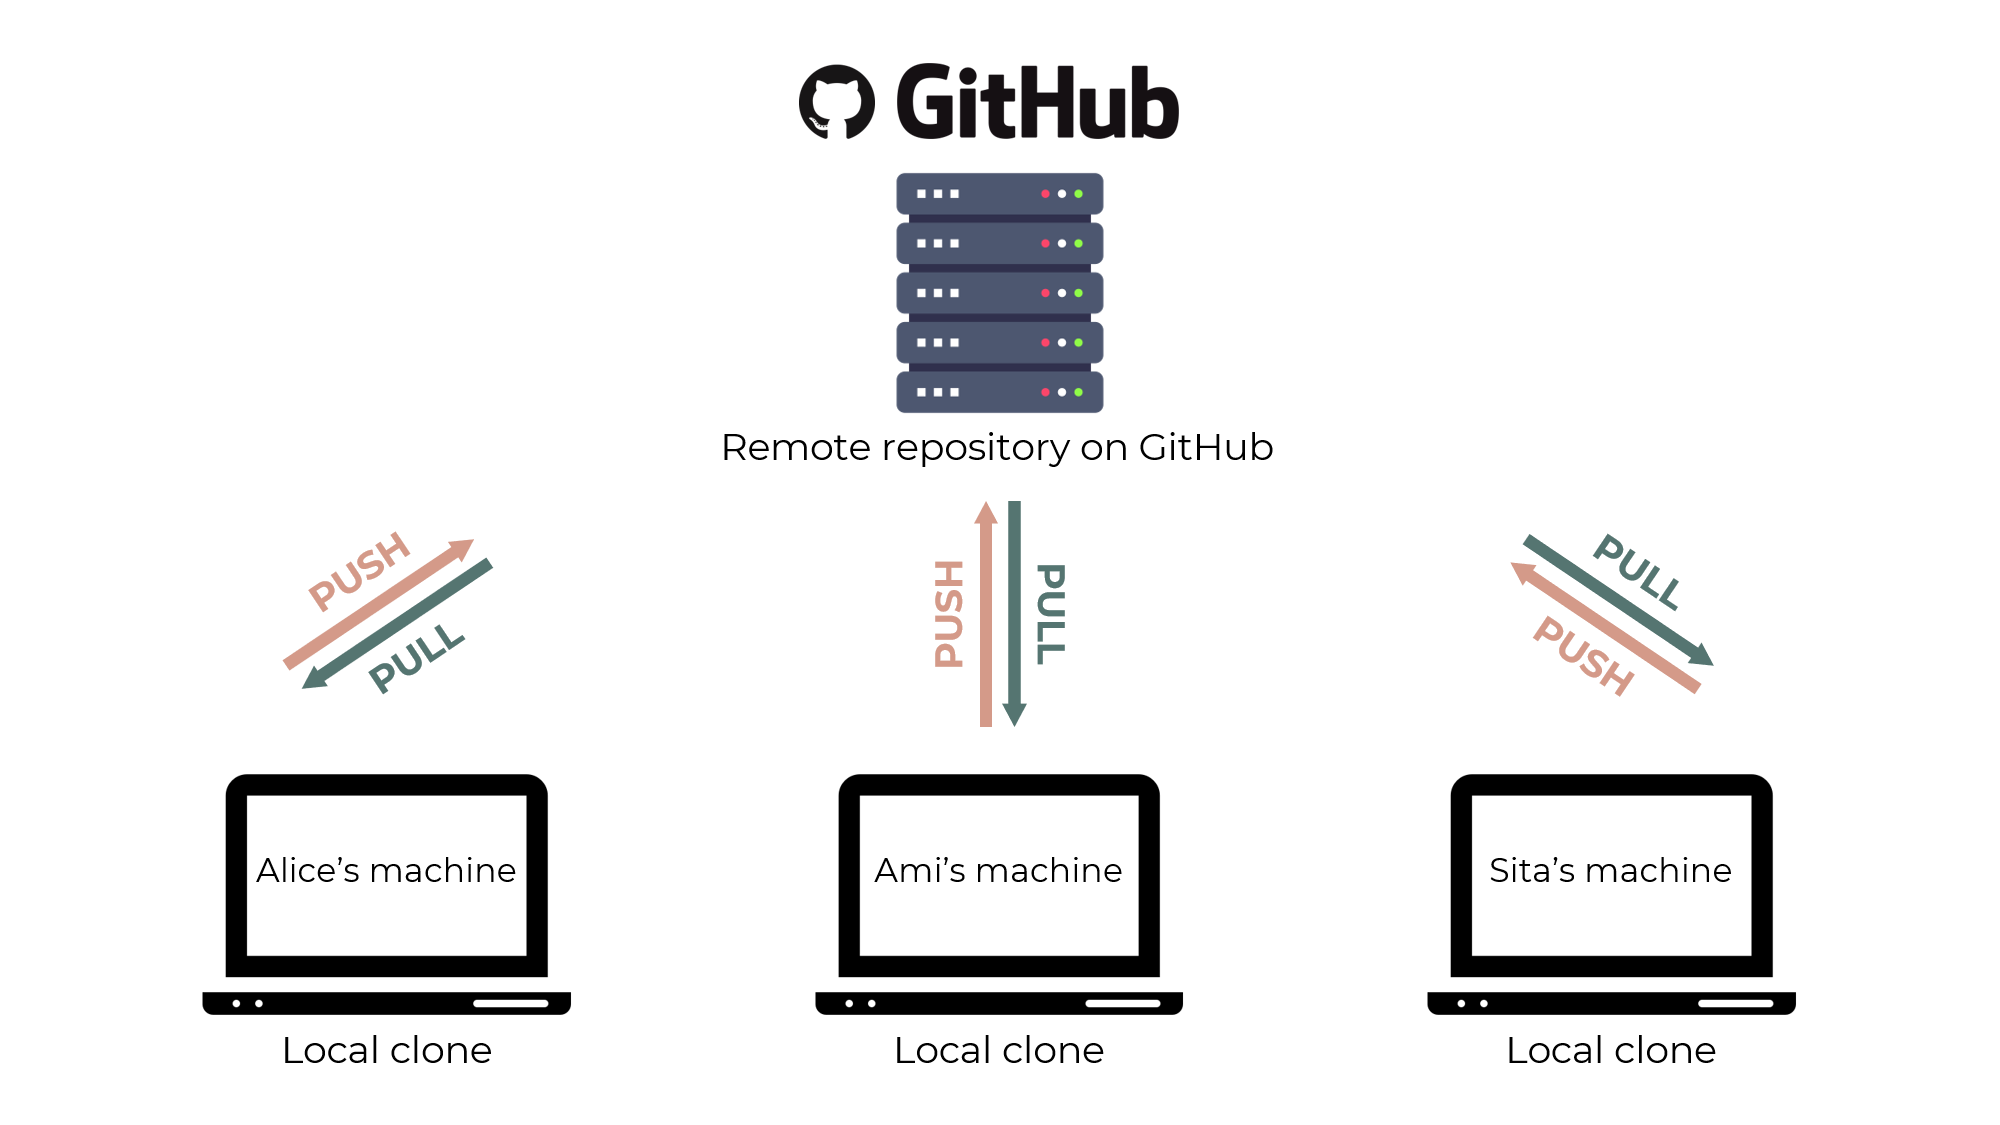 GitHub
Remote repository on GitHub
PUSH
PULL
PUSH
PULL
PULL
PUSH
Alice’s machine
Ami’s machine
Sita’s machine
Local clone
Local clone
Local clone